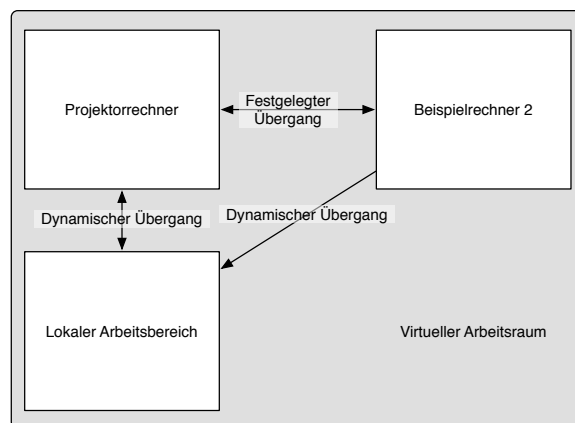 Projektorrechner
Festgelegter
Übergang
Beispielrechner 2
Dynamischer Übergang
Dynamischer Übergang
Lokaler Arbeitsbereich
Virtueller Arbeitsraum